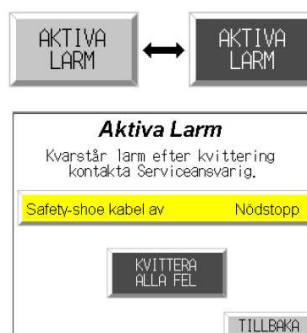 AKTIVA
LARM
AKTIVA
LARM
Aktiva Larm
Kvarstår larm efter kvittering
kontakta Serviceansvarig.
Safety-shoe kabel av Nödstopp
KVITTERA
ALLA FEL
TILLBAKA